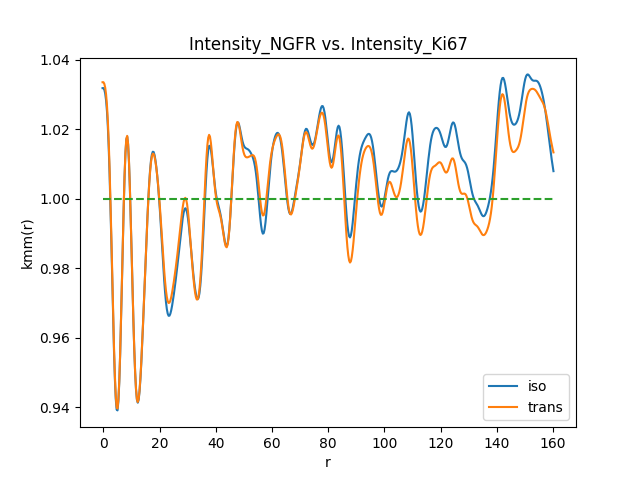 Intensity_NGFR vs. Intensity_Ki67
1.04
1.02
1.00
0.98
0.96
0.94
kmm(r)
0 20 40 60 80 100 120 140 160
r
iso
trans